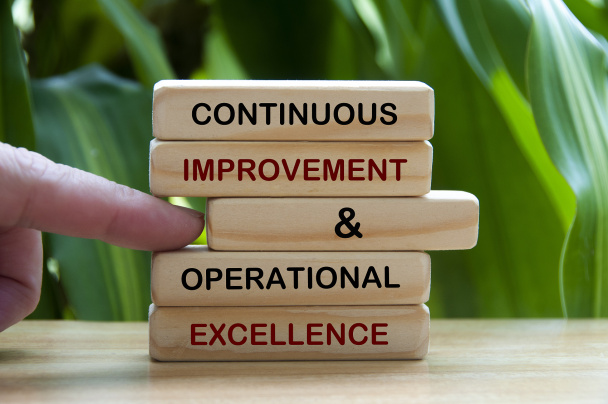 CONTINUOUS
IMPROVEMENT
&
OPERATIONAL
EXCELLENCE